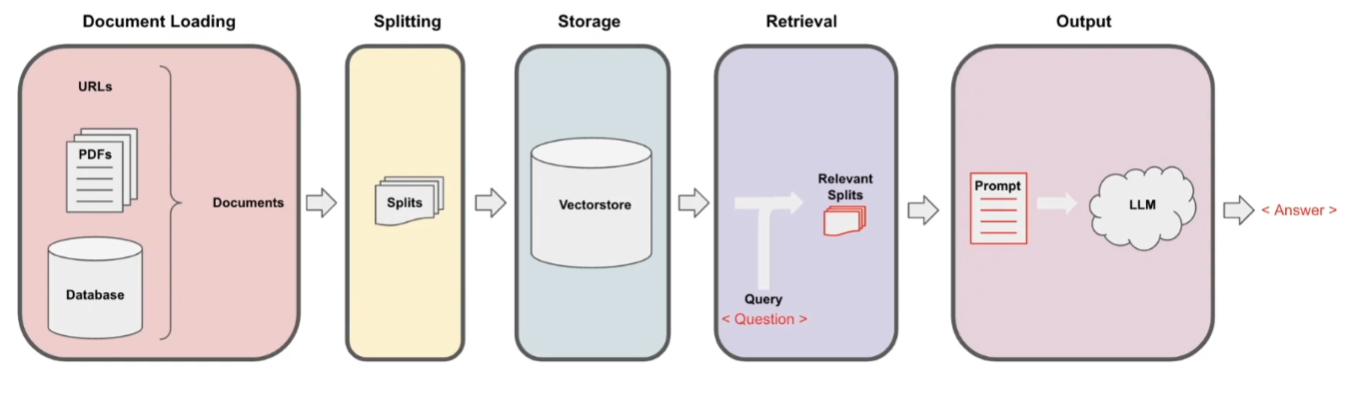 Document Loading
Splitting
Storage
Retrieval
Output
URLs
PDFs
Database
Documents
Splits
Vectorstore
Relevant
Splits
Query
< Question >
Prompt
LLM
< Answer >